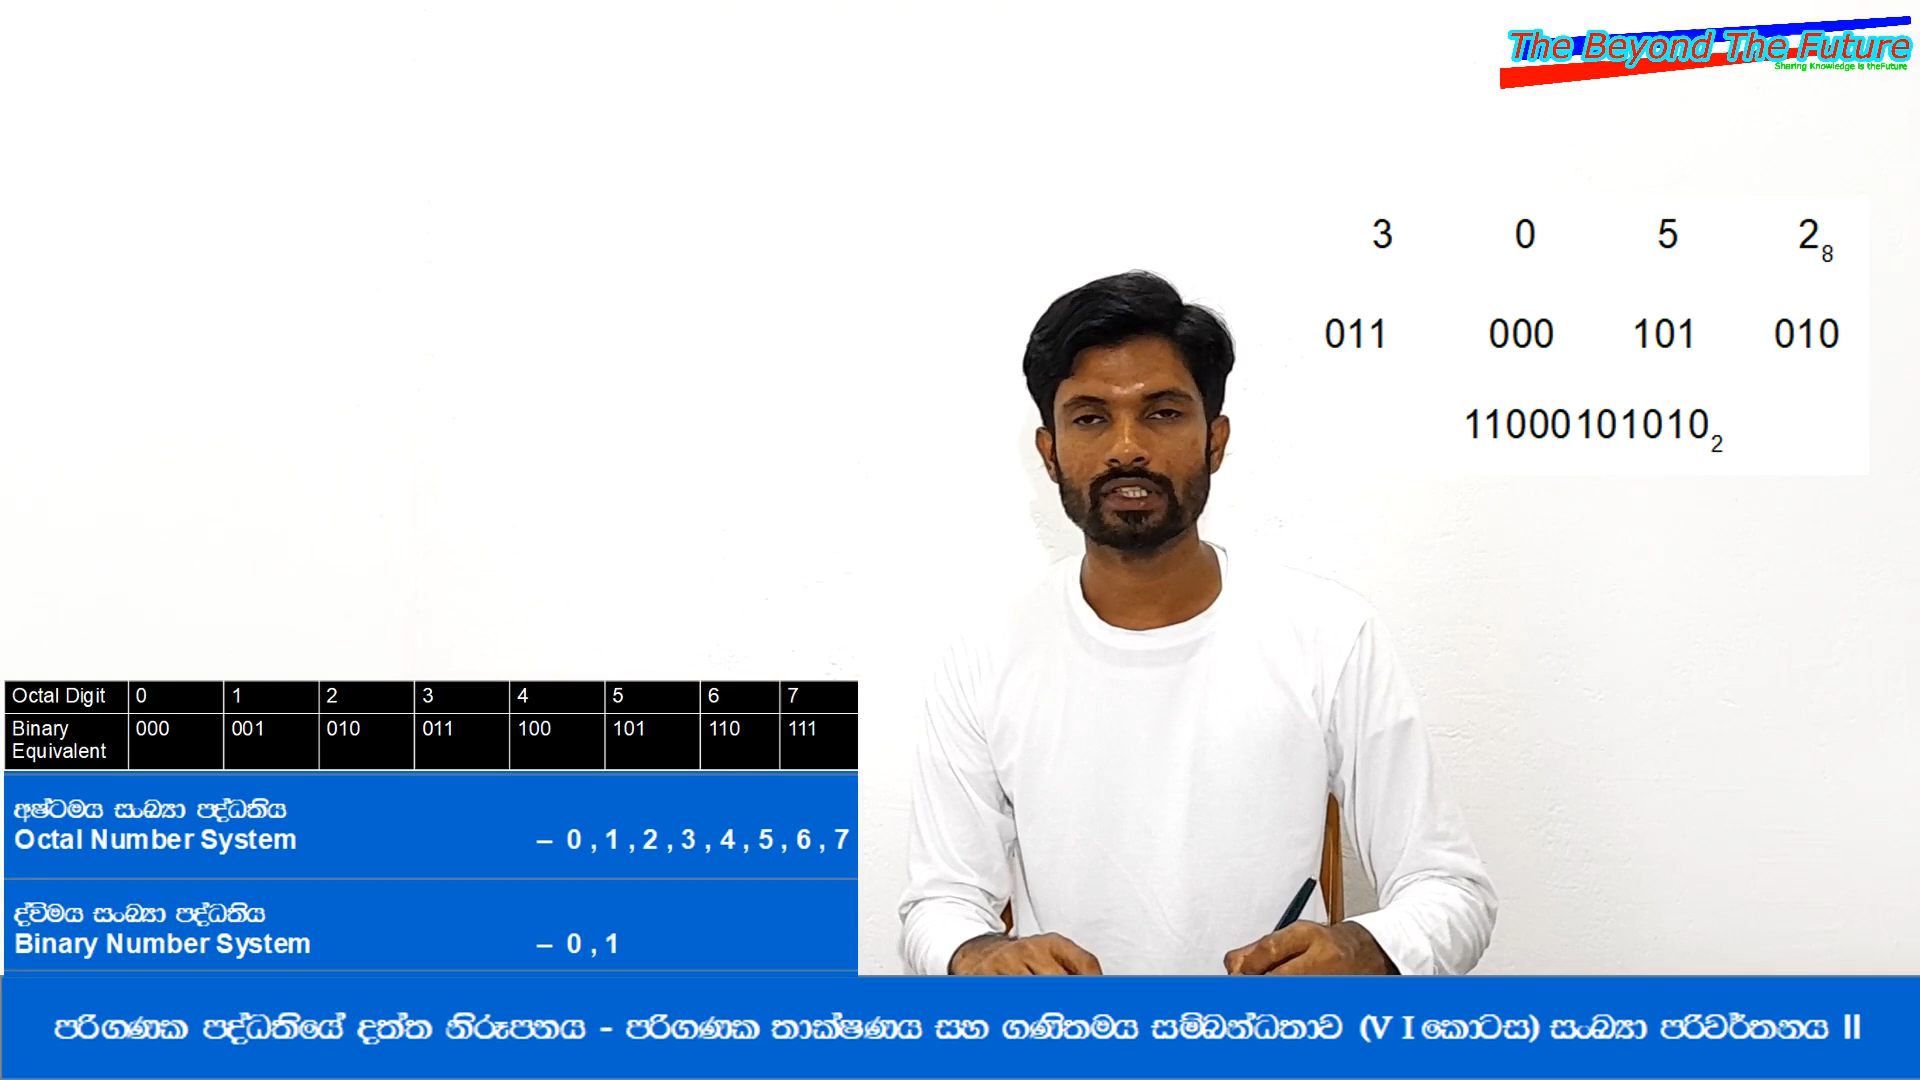 The Beyond The Future
Sharing Knowledge is theFuture
3 0 5 2₈
011 000 101 010
11000101010₂
Octal Digit 0 1 2 3 4 5 6 7
Binary Equivalent 000 001 010 011 100 101 110 111
අෂ්ටමය සංඛ්‍යා පද්ධතිය
Octal Number System – 0 , 1 , 2 , 3 , 4 , 5 , 6 , 7
ද්විමය සංඛ්‍යා පද්ධතිය
Binary Number System – 0 , 1
පරිගණක පද්ධතියේ දත්ත නිරූපනය - පරිගණක තාක්ෂණය සහ ගණිතමය සම්බන්ධතාව (V I කොටස) සංඛ්‍යා පරිවර්තනය II